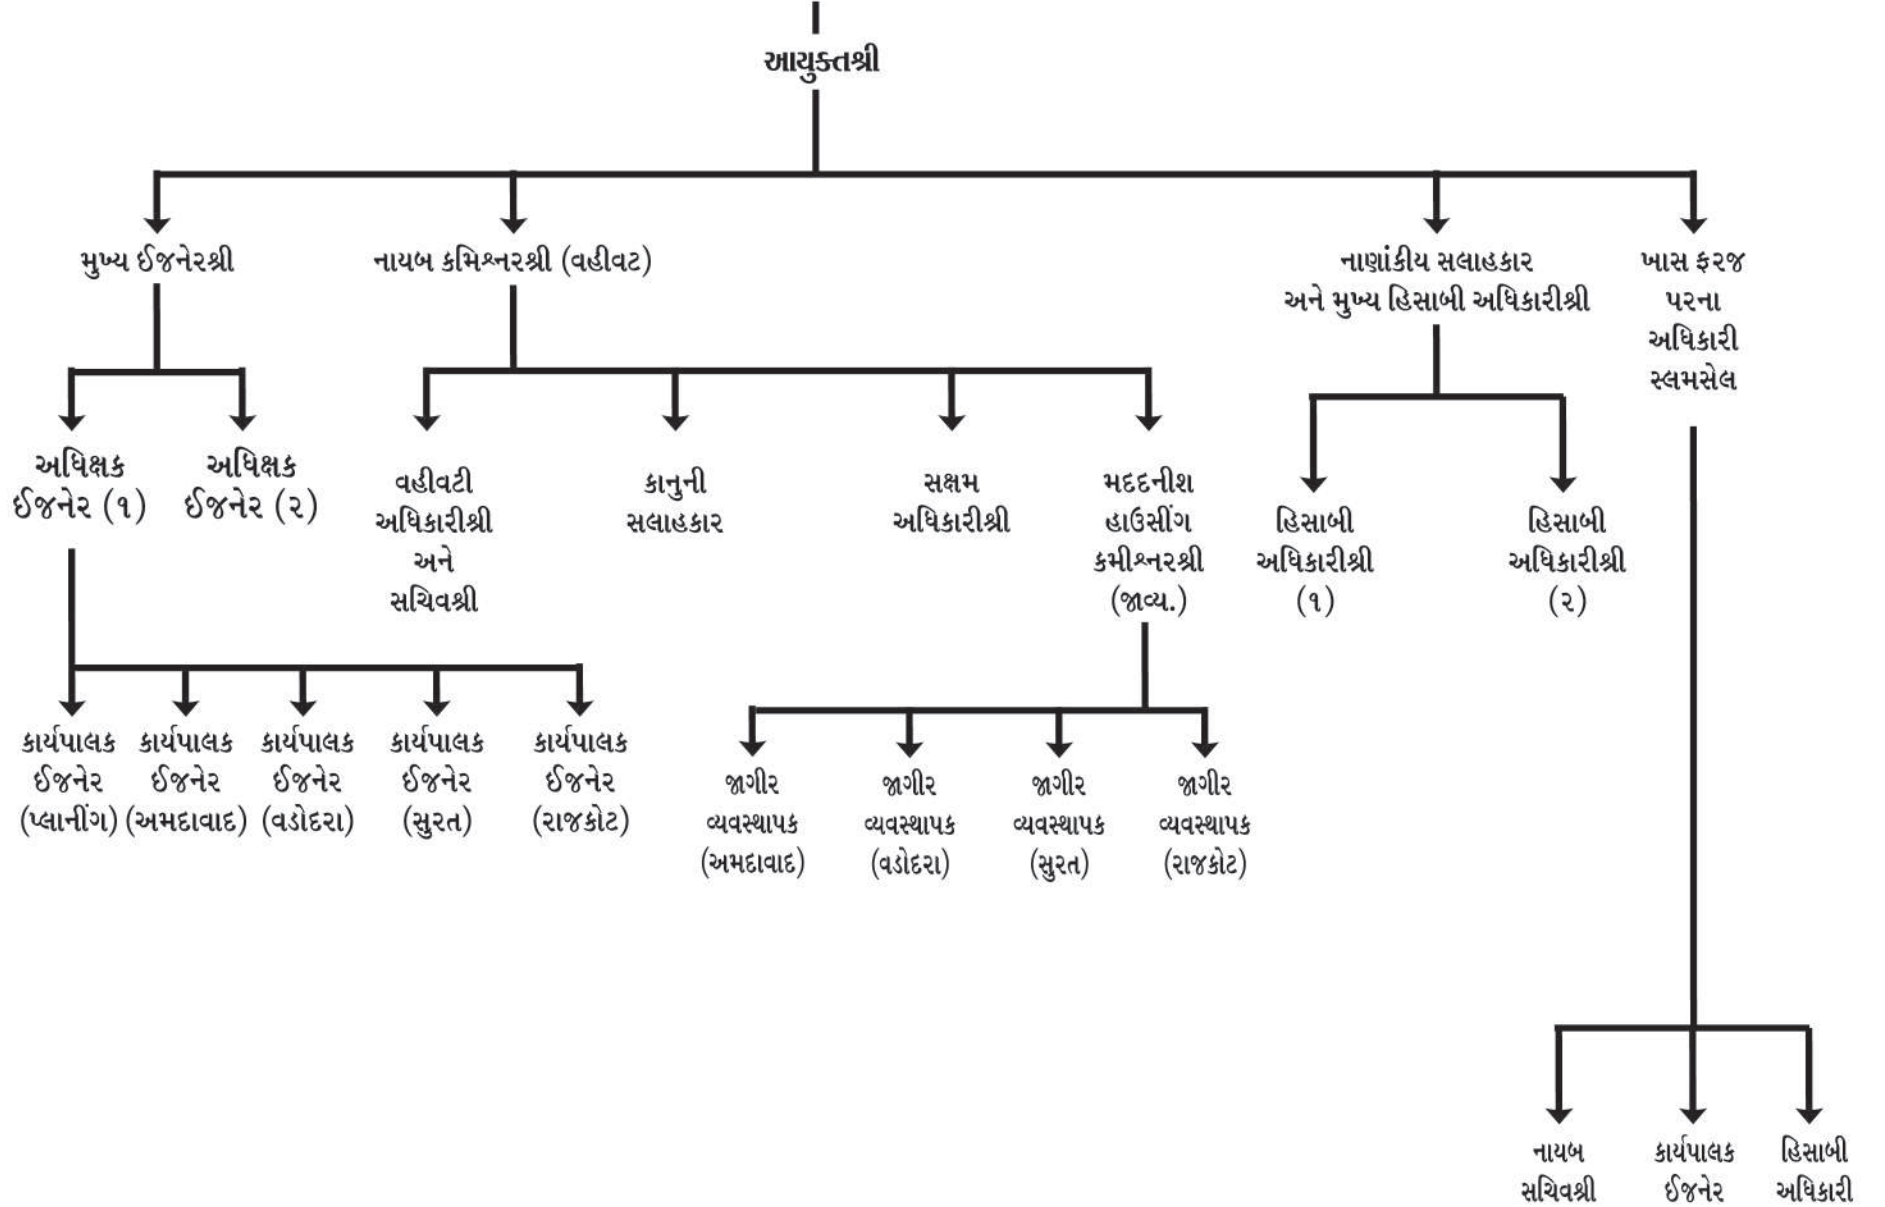 આયુક્તશ્રી
મુખ્ય ઈજનેરશ્રી
નાયબ કમિશ્નરશ્રી (વહીવટ)
નાણાંકીય સલાહકાર
અને મુખ્ય હિસાબી અધિકારીશ્રી
ખાસ ફરજ
પરના
અધિકારી
સ્લમસેલ
અધિક્ષક
ઈજનેર (૧)
અધિક્ષક
ઈજનેર (૨)
વહીવટી
અધિકારીશ્રી
અને
સચિવશ્રી
કાનુની
સલાહકાર
સક્ષમ
અધિકારીશ્રી
મદદનીશ
હાઉસીંગ
કમીશ્નરશ્રી
(જાવ્ય.)
હિસાબી
અધિકારીશ્રી
(૧)
હિસાબી
અધિકારીશ્રી
(૨)
કાર્યપાલક
ઈજનેર
(પ્લાનીંગ)
કાર્યપાલક
ઈજનેર
(અમદાવાદ)
કાર્યપાલક
ઈજનેર
(વડોદરા)
કાર્યપાલક
ઈજનેર
(સુરત)
કાર્યપાલક
ઈજનેર
(રાજકોટ)
જાગીર
વ્યવસ્થાપક
(અમદાવાદ)
જાગીર
વ્યવસ્થાપક
(વડોદરા)
જાગીર
વ્યવસ્થાપક
(સુરત)
જાગીર
વ્યવસ્થાપક
(રાજકોટ)
નાયબ
સચિવશ્રી
કાર્યપાલક
ઈજનેર
હિસાબી
અધિકારી